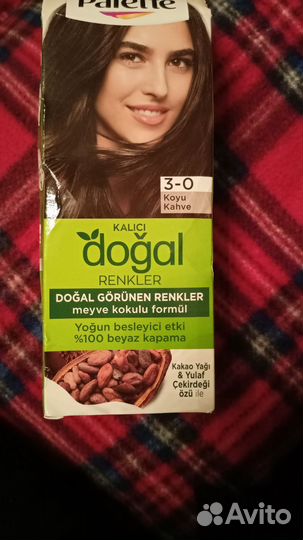 Palette
3-0
Koyu
Kahve
KALICI
doğal
RENKLER
DOĞAL GÖRÜNEN RENKLER
meyve kokulu formül
Yoğun besleyici etki
%100 beyaz kapama
Kakao Yağı
& Yulaf
Çekirdeği
özü ile
Avito